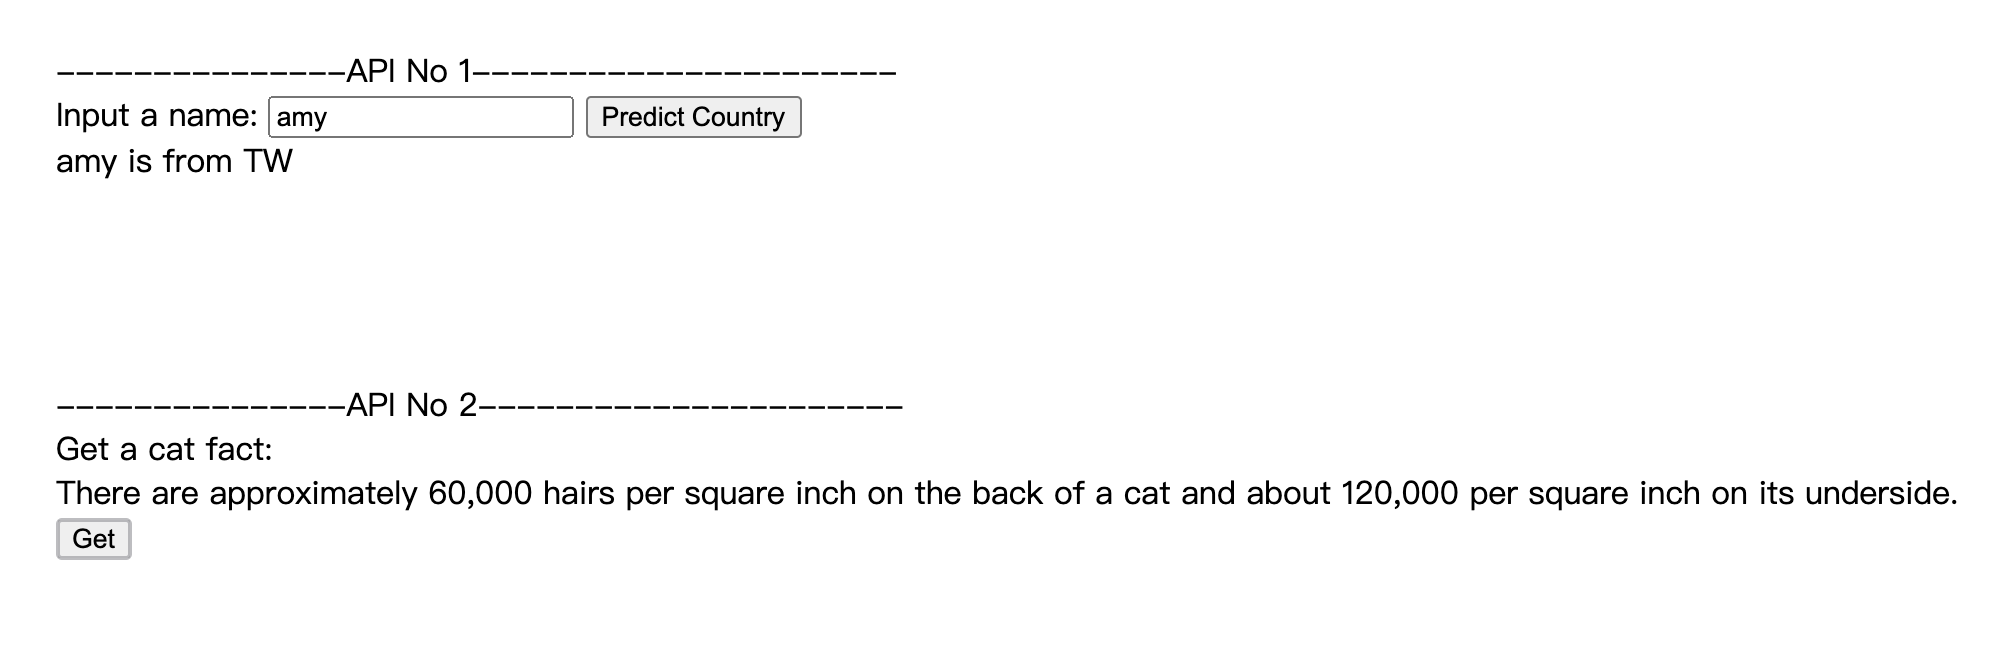 ---------------API No 1----------------------
Input a name: amy Predict Country
amy is from TW
---------------API No 2----------------------
Get a cat fact:
There are approximately 60,000 hairs per square inch on the back of a cat and about 120,000 per square inch on its underside.
Get